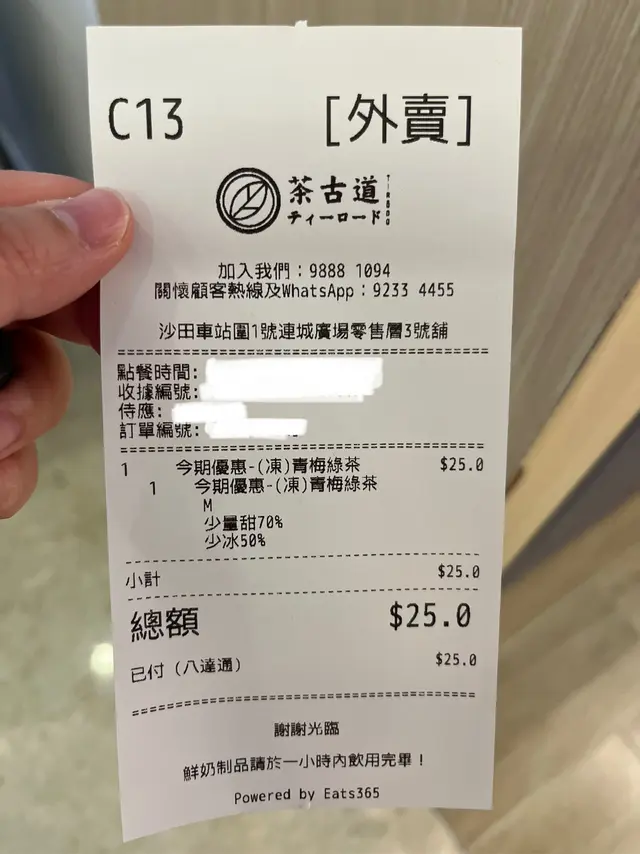 C13 [外賣]
茶古道 TIRODO
ティーロード
加入我們：9888 1094
關懷顧客熱線及WhatsApp：9233 4455
沙田車站圍1號連城廣場零售層3號舖
點餐時間：
收據編號：
侍應：
訂單編號：
1 今期優惠-(凍)青梅綠茶 $25.0
1 今期優惠-(凍)青梅綠茶
M
少量甜70%
少冰50%
小計 $25.0
總額 $25.0
已付（八達通） $25.0
謝謝光臨
鮮奶制品請於一小時內飲用完畢！
Powered by Eats365